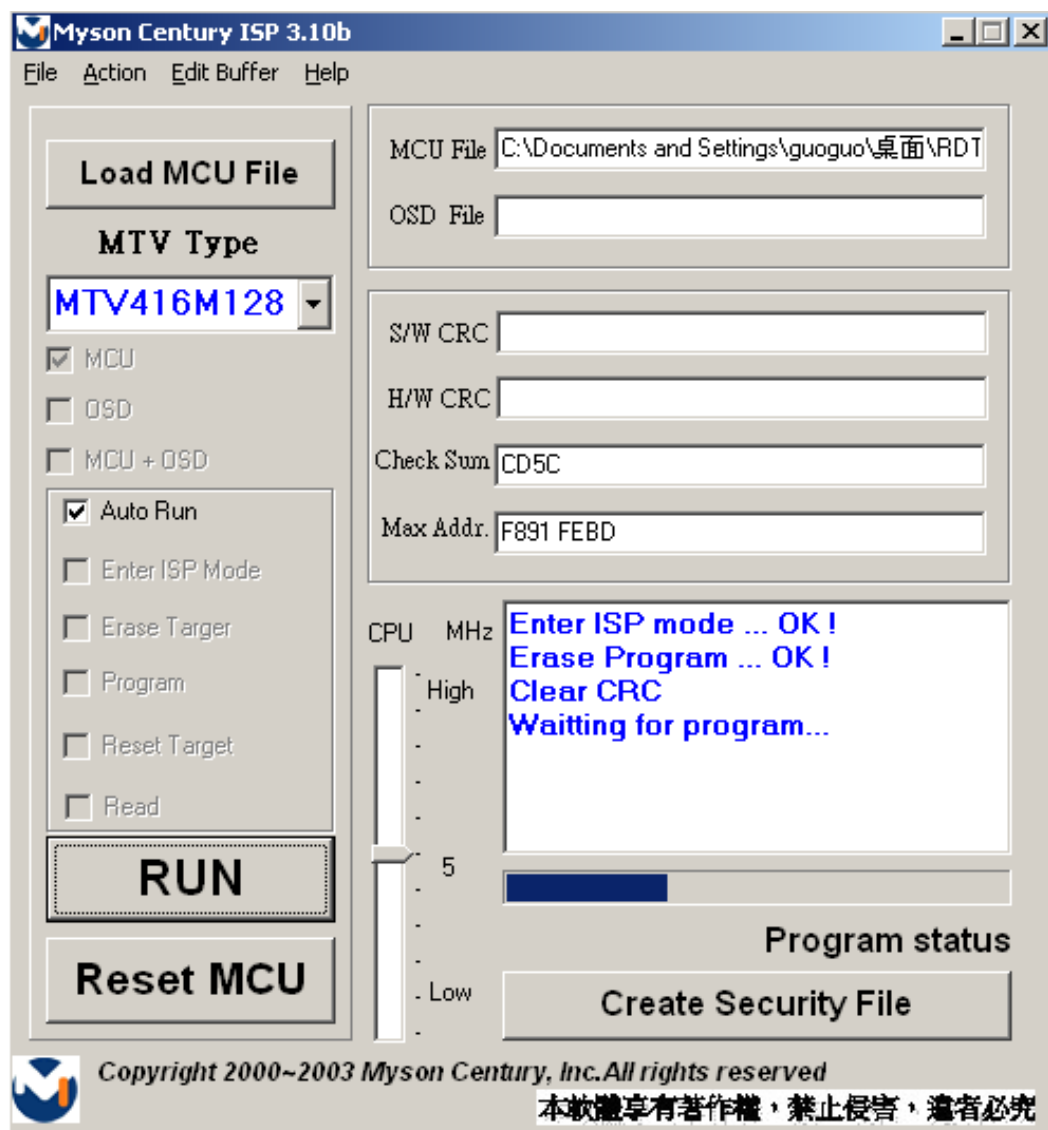 Myson Century ISP 3.10b
File Action Edit Buffer Help
Load MCU File
MTV Type
MTV416M128
MCU
OSD
MCU + OSD
Auto Run
Enter ISP Mode
Erase Targer
Program
Reset Target
Read
RUN
Reset MCU
MCU File C:\Documents and Settings\guoguo\桌面\RDT
OSD File
S/W CRC
H/W CRC
Check Sum CD5C
Max Addr. F891 FEBD
CPU MHz
High
5
Low
Enter ISP mode ... OK !
Erase Program ... OK !
Clear CRC
Waitting for program...
Program status
Create Security File
Copyright 2000~2003 Myson Century, Inc.All rights reserved
本軟體享有著作權，禁止侵害，違者必究